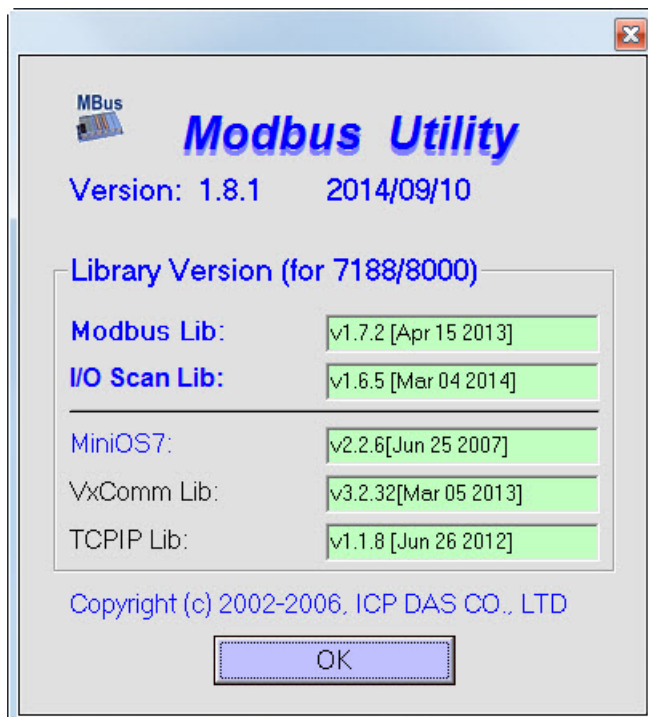 MBus
Modbus Utility
Version: 1.8.1 2014/09/10
Library Version (for 7188/8000)
Modbus Lib: v1.7.2 [Apr 15 2013]
I/O Scan Lib: v1.6.5 [Mar 04 2014]
MiniOS7: v2.2.6[Jun 25 2007]
VxComm Lib: v3.2.32[Mar 05 2013]
TCPIP Lib: v1.1.8 [Jun 26 2012]
Copyright (c) 2002-2006, ICP DAS CO., LTD
OK